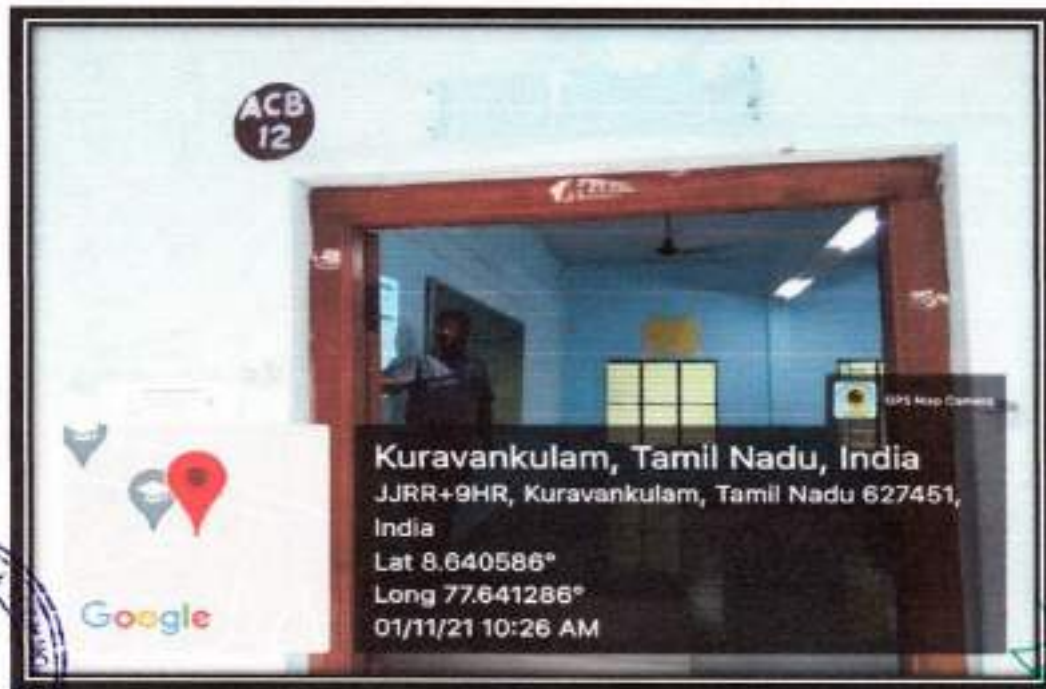 ACB
12
GPS Map Camera
Kuravankulam, Tamil Nadu, India
JJRR+9HR, Kuravankulam, Tamil Nadu 627451,
India
Lat 8.640586°
Long 77.641286°
01/11/21 10:26 AM
Google